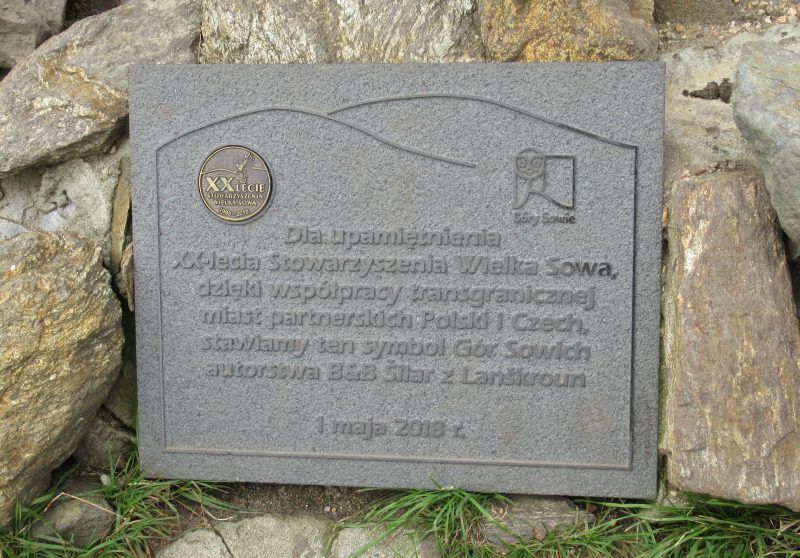 XX
LECIE
STOWARZYSZENIA
WIELKA SOWA
Góry Sowie
Dla upamiętnienia
XX-lecia Stowarzyszenia Wielka Sowa,
dzięki współpracy transgranicznej
miast partnerskich Polski i Czech,
stawiamy ten symbol Gór Sowich
autorstwa B&B Šilar z Lanškroun
1 maja 2018 r.